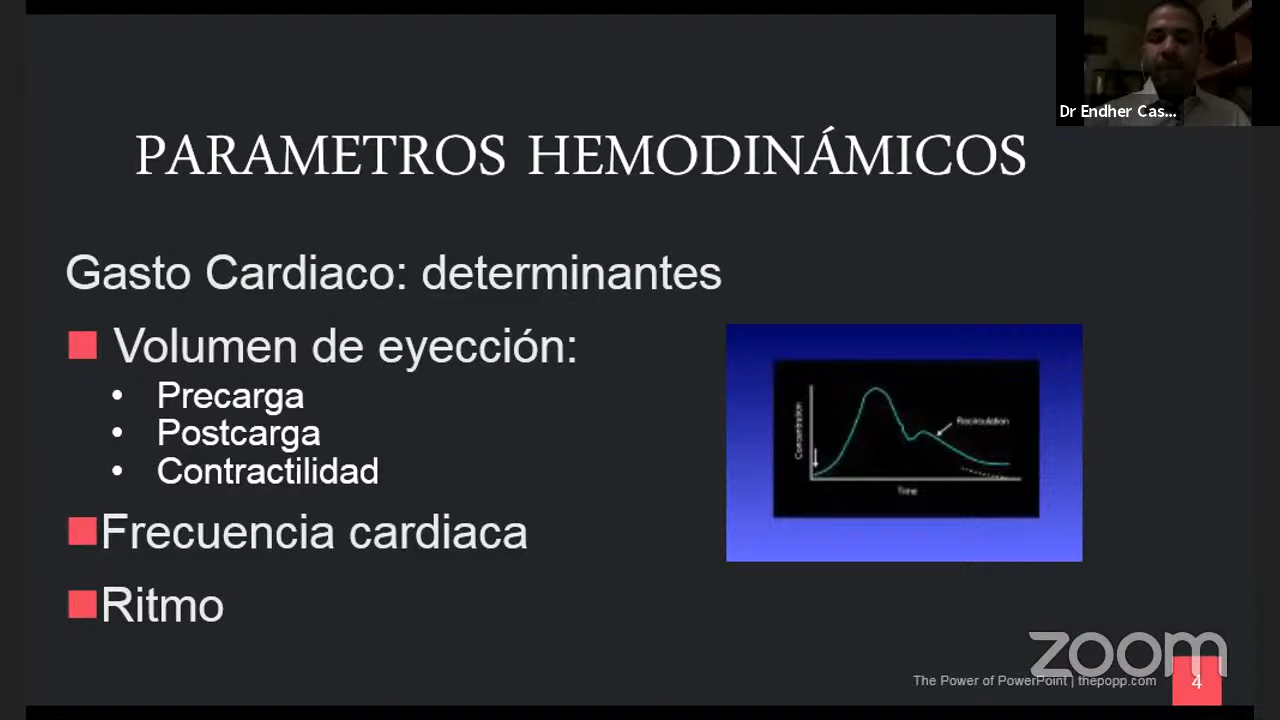 Dr Endher Cas...
PARAMETROS HEMODINÁMICOS
Gasto Cardiaco: determinantes
Volumen de eyección:
• Precarga
• Postcarga
• Contractilidad
Frecuencia cardiaca
Ritmo
Concentration
Recirculation
Time
zoom
The Power of PowerPoint | thepopp.com
4